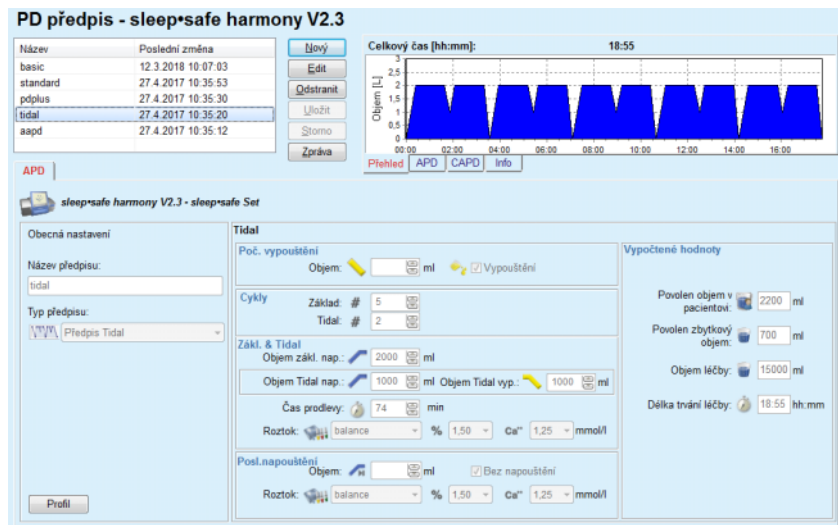 PD předpis - sleep•safe harmony V2.3
Název Poslední změna
basic 12.3.2018 10:07:03
standard 27.4.2017 10:35:53
pdplus 27.4.2017 10:35:30
tidal 27.4.2017 10:35:20
aapd 27.4.2017 10:35:12
Nový
Edit
Odstranit
Uložit
Storno
Zpráva
Celkový čas [hh:mm]: 18:55
Objem [L]
3
2,5
2
1,5
1
0,5
0
00:00 02:00 04:00 06:00 08:00 10:00 12:00 14:00 16:00
Přehled APD CAPD Info
APD
sleep•safe harmony V2.3 - sleep•safe Set
Obecná nastavení
Název předpisu:
tidal
Typ předpisu:
Předpis Tidal
Profil
Tidal
Poč. vypouštění
Objem: ml Vypouštění
Cykly
Základ: # 5
Tidal: # 2
Zákl. & Tidal
Objem zákl. nap.: 2000 ml
Objem Tidal nap.: 1000 ml Objem Tidal vyp.: 1000 ml
Čas prodlevy: 74 min
Roztok: balance % 1,50 Ca++ 1,25 mmol/l
Posl.napouštění
Objem: ml Bez napouštění
Roztok: balance % 1,50 Ca++ 1,25 mmol/l
Vypočtené hodnoty
Povolen objem v
pacientovi: 2200 ml
Povolen zbytkový
objem: 700 ml
Objem léčby: 15000 ml
Délka trvání léčby: 18:55 hh:mm